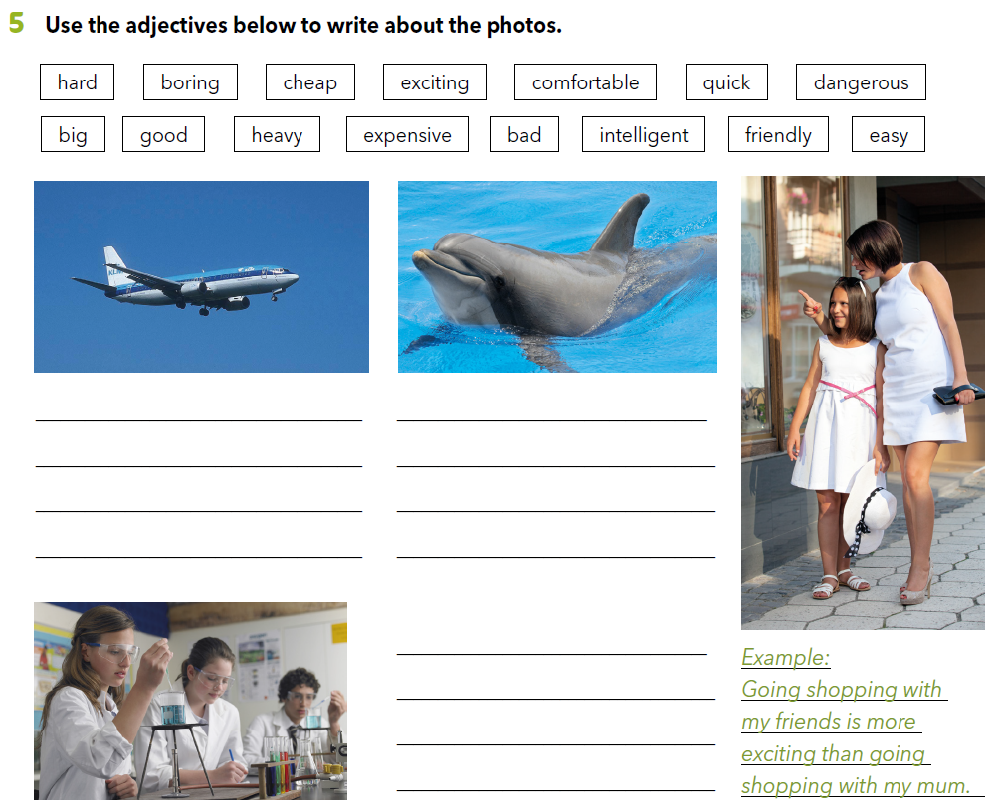 5 Use the adjectives below to write about the photos.
hard boring cheap exciting comfortable quick dangerous
big good heavy expensive bad intelligent friendly easy
KLM
Example:
Going shopping with
my friends is more
exciting than going
shopping with my mum.